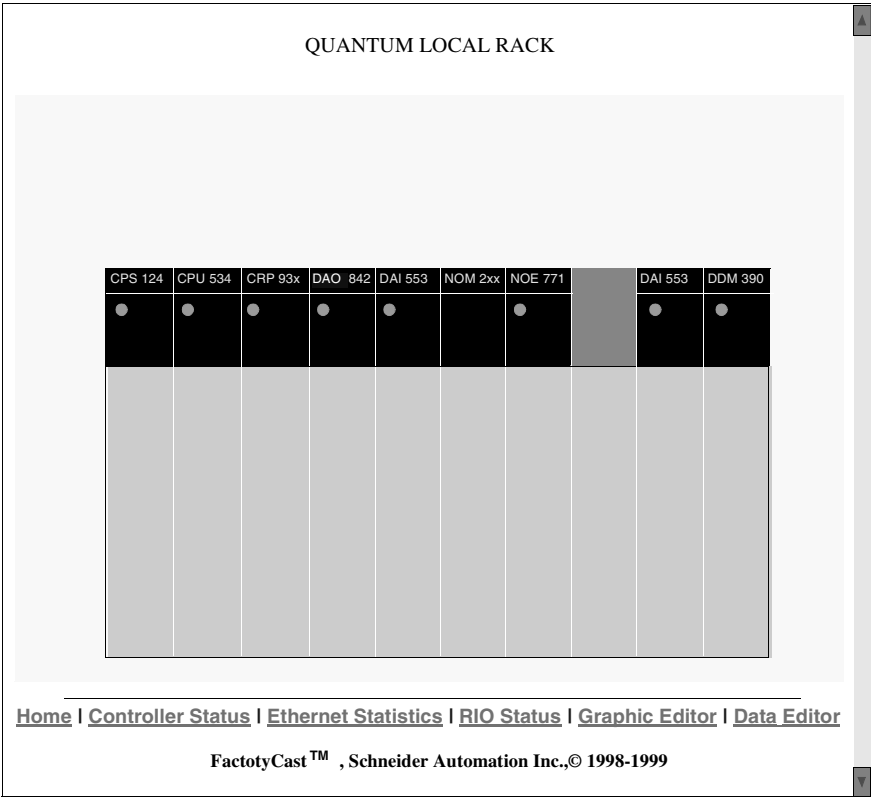 QUANTUM LOCAL RACK
CPS 124 CPU 534 CRP 93x DAO 842 DAI 553 NOM 2xx NOE 771 DAI 553 DDM 390
Home | Controller Status | Ethernet Statistics | RIO Status | Graphic Editor | Data Editor
FactotyCast™ , Schneider Automation Inc.,© 1998-1999